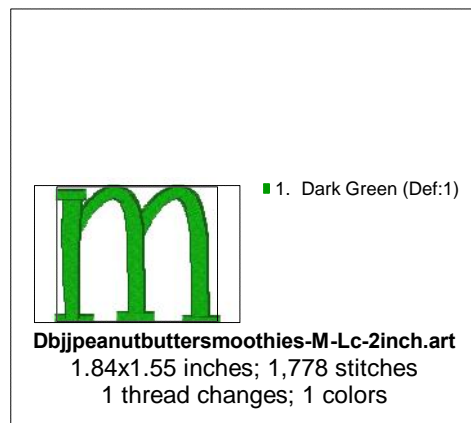 m
1. Dark Green (Def:1)
Dbjjpeanutbuttersmoothies-M-Lc-2inch.art
1.84x1.55 inches; 1,778 stitches
1 thread changes; 1 colors